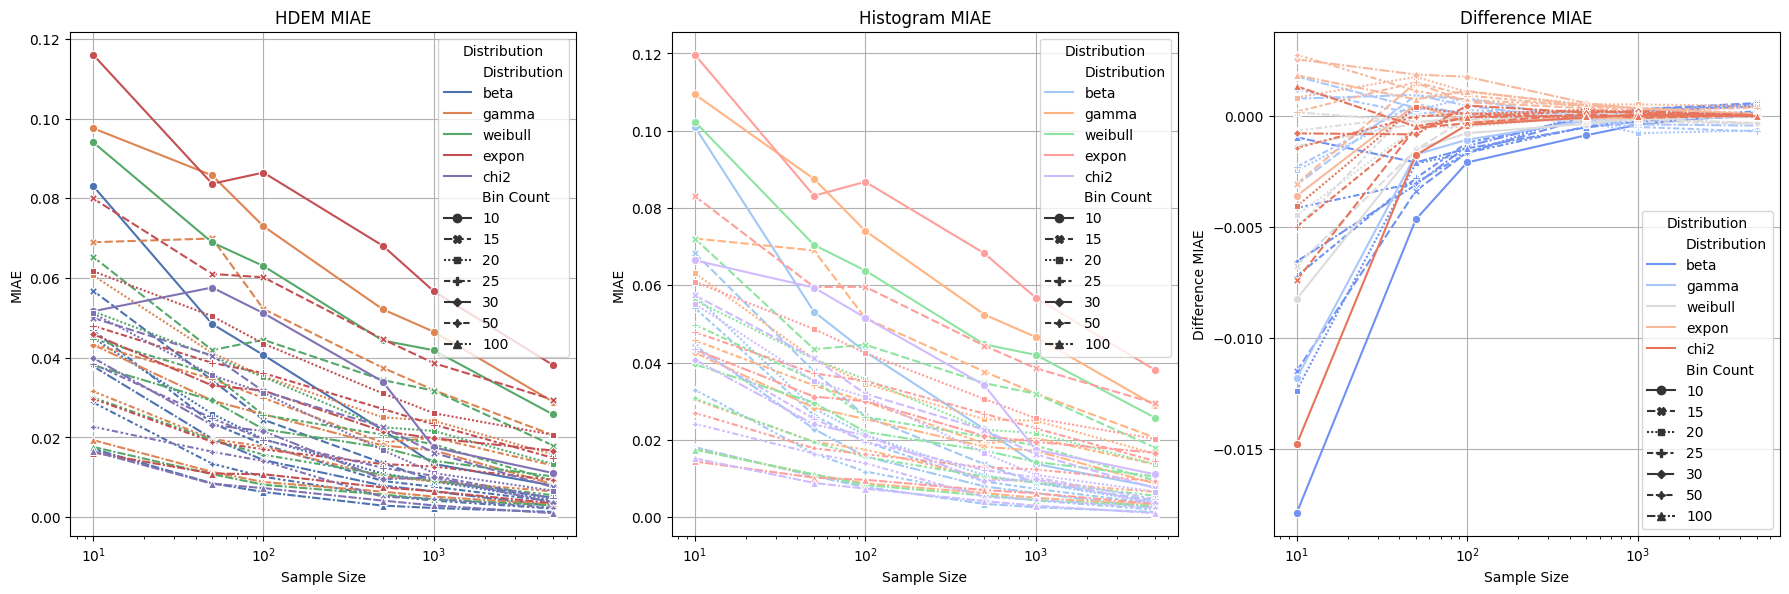 HDEM MIAE
MIAE
0.12
0.10
0.08
0.06
0.04
0.02
0.00
10¹
10²
10³
Sample Size
Distribution
Distribution
beta
gamma
weibull
expon
chi2
Bin Count
10
15
20
25
30
50
100
Histogram MIAE
MIAE
0.12
0.10
0.08
0.06
0.04
0.02
0.00
10¹
10²
10³
Sample Size
Distribution
Distribution
beta
gamma
weibull
expon
chi2
Bin Count
10
15
20
25
30
50
100
Difference MIAE
Difference MIAE
0.000
−0.005
−0.010
−0.015
10¹
10²
10³
Sample Size
Distribution
Distribution
beta
gamma
weibull
expon
chi2
Bin Count
10
15
20
25
30
50
100